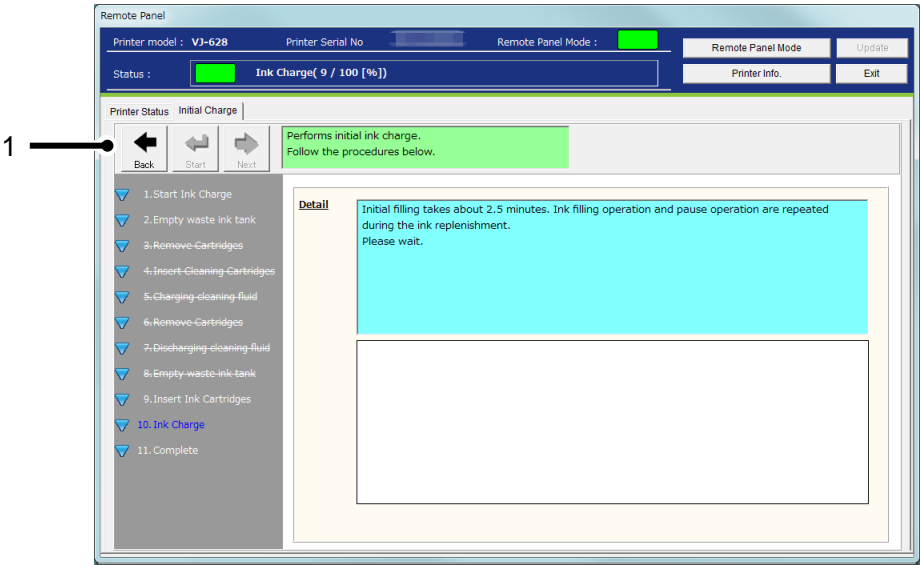 Remote Panel
Printer model : VJ-628 Printer Serial No Remote Panel Mode :
Remote Panel Mode Update
Status : Ink Charge( 9 / 100 [%])
Printer Info. Exit
Printer Status Initial Charge
1
Back Start Next
Performs initial ink charge.
Follow the procedures below.
1.Start Ink Charge
2.Empty waste ink tank
3.Remove Cartridges
4.Insert Cleaning Cartridges
5.Charging cleaning fluid
6.Remove Cartridges
7.Discharging cleaning fluid
8.Empty waste ink tank
9.Insert Ink Cartridges
10.Ink Charge
11.Complete
Detail
Initial filling takes about 2.5 minutes. Ink filling operation and pause operation are repeated
during the ink replenishment.
Please wait.